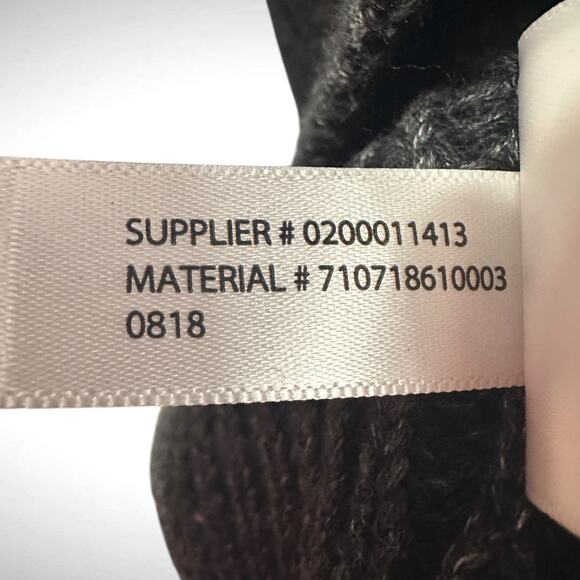 SUPPLIER # 0200011413
MATERIAL # 710718610003
0818